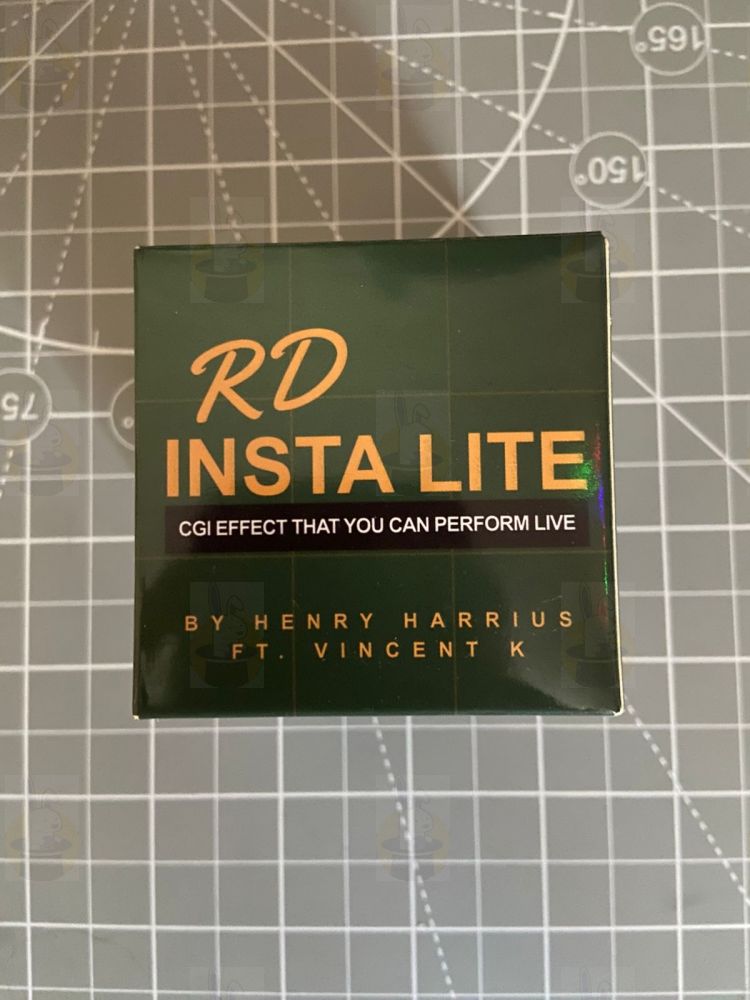 165°
150°
75
°
RD
INSTA LITE
CGI EFFECT THAT YOU CAN PERFORM LIVE
BY HENRY HARRIUS
FT. VINCENT K